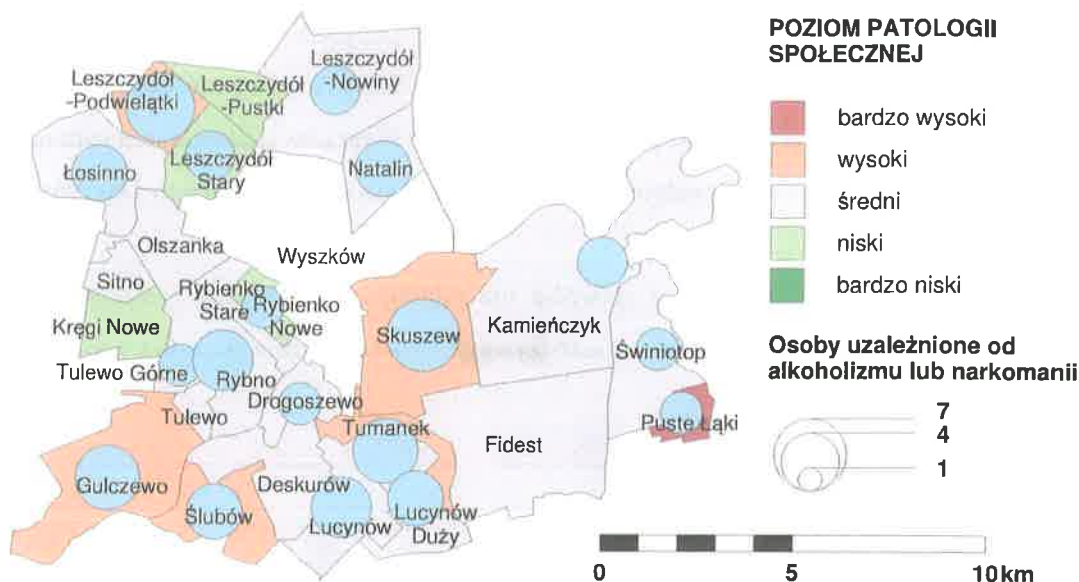 POZIOM PATOLOGII
SPOŁECZNEJ
bardzo wysoki
wysoki
średni
niski
bardzo niski
Osoby uzależnione od
alkoholizmu lub narkomanii
7
4
1
0
5
10 km
Leszczydół
-Nowiny
Leszczydół
-Podwielątki
Leszczydół
-Pustki
Leszczydół
Stary
Łosinno
Natalin
Olszanka
Wyszków
Sitno
Rybienko
Stare
Rybienko
Nowe
Kręgi Nowe
Skuszew
Kamieńczyk
Świniotop
Tulewo Górne
Rybno
Drogoszewo
Tulewo
Tumanek
Puste Łąki
Fidest
Gulczewo
Ślubów
Deskurów
Lucynów
Lucynów
Duży